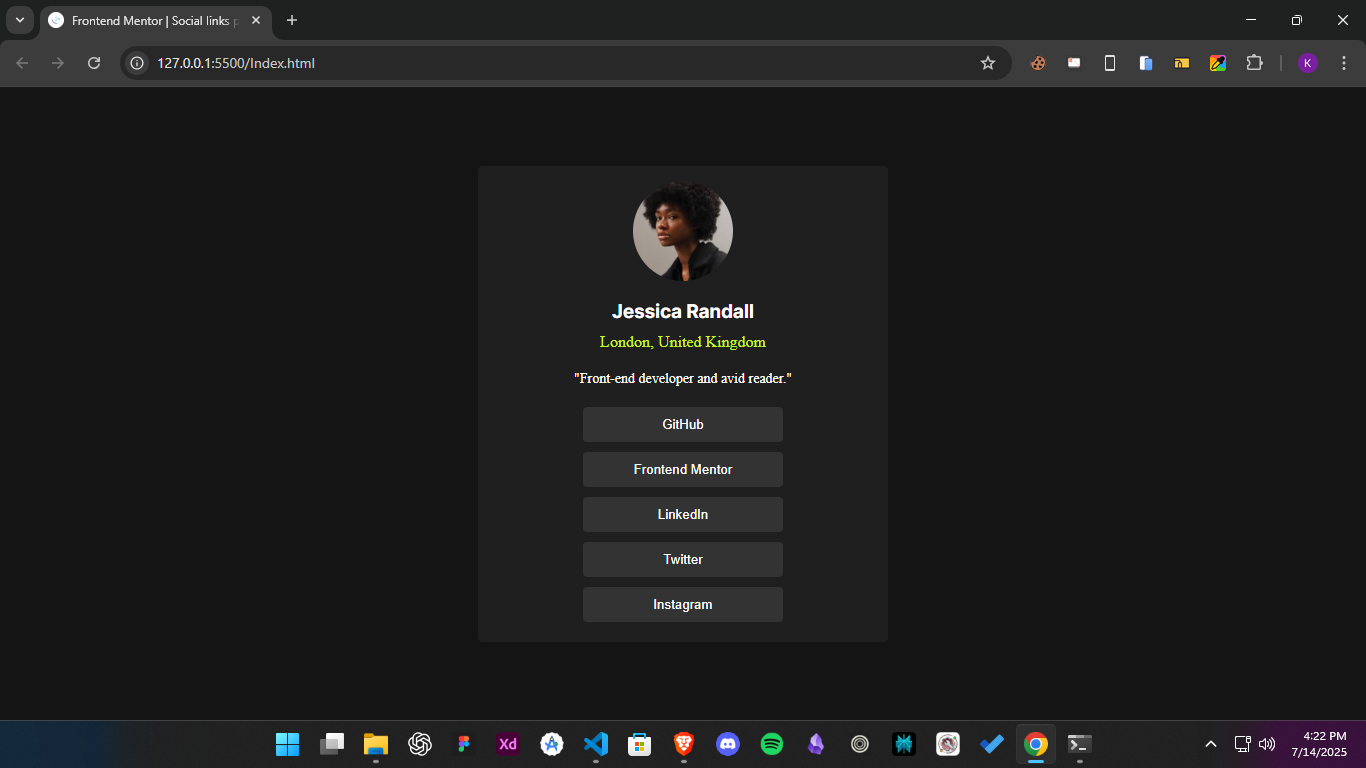 Frontend Mentor | Social links p
127.0.0.1:5500/Index.html
K
Jessica Randall
London, United Kingdom
"Front-end developer and avid reader."
GitHub
Frontend Mentor
LinkedIn
Twitter
Instagram
Xd
4:22 PM
7/14/2025